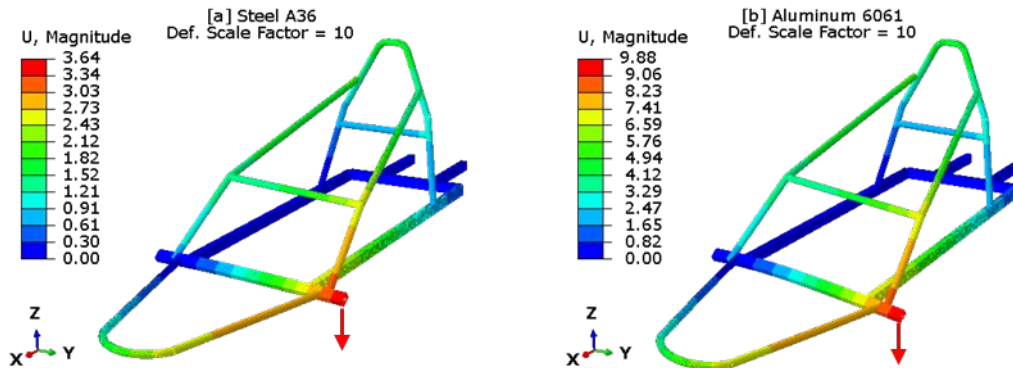 [a] Steel A36
Def. Scale Factor = 10
U, Magnitude
3.64
3.34
3.03
2.73
2.43
2.12
1.82
1.52
1.21
0.91
0.61
0.30
0.00
Z
X
Y
[b] Aluminum 6061
Def. Scale Factor = 10
U, Magnitude
9.88
9.06
8.23
7.41
6.59
5.76
4.94
4.12
3.29
2.47
1.65
0.82
0.00
Z
X
Y